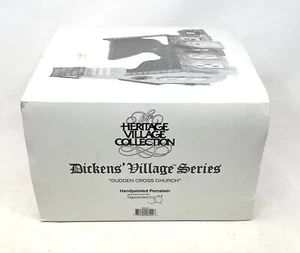 The
HERITAGE
VILLAGE
COLLECTION
Dickens' Village Series
"DUDDEN CROSS CHURCH"
Handpainted Porcelain
Department 56